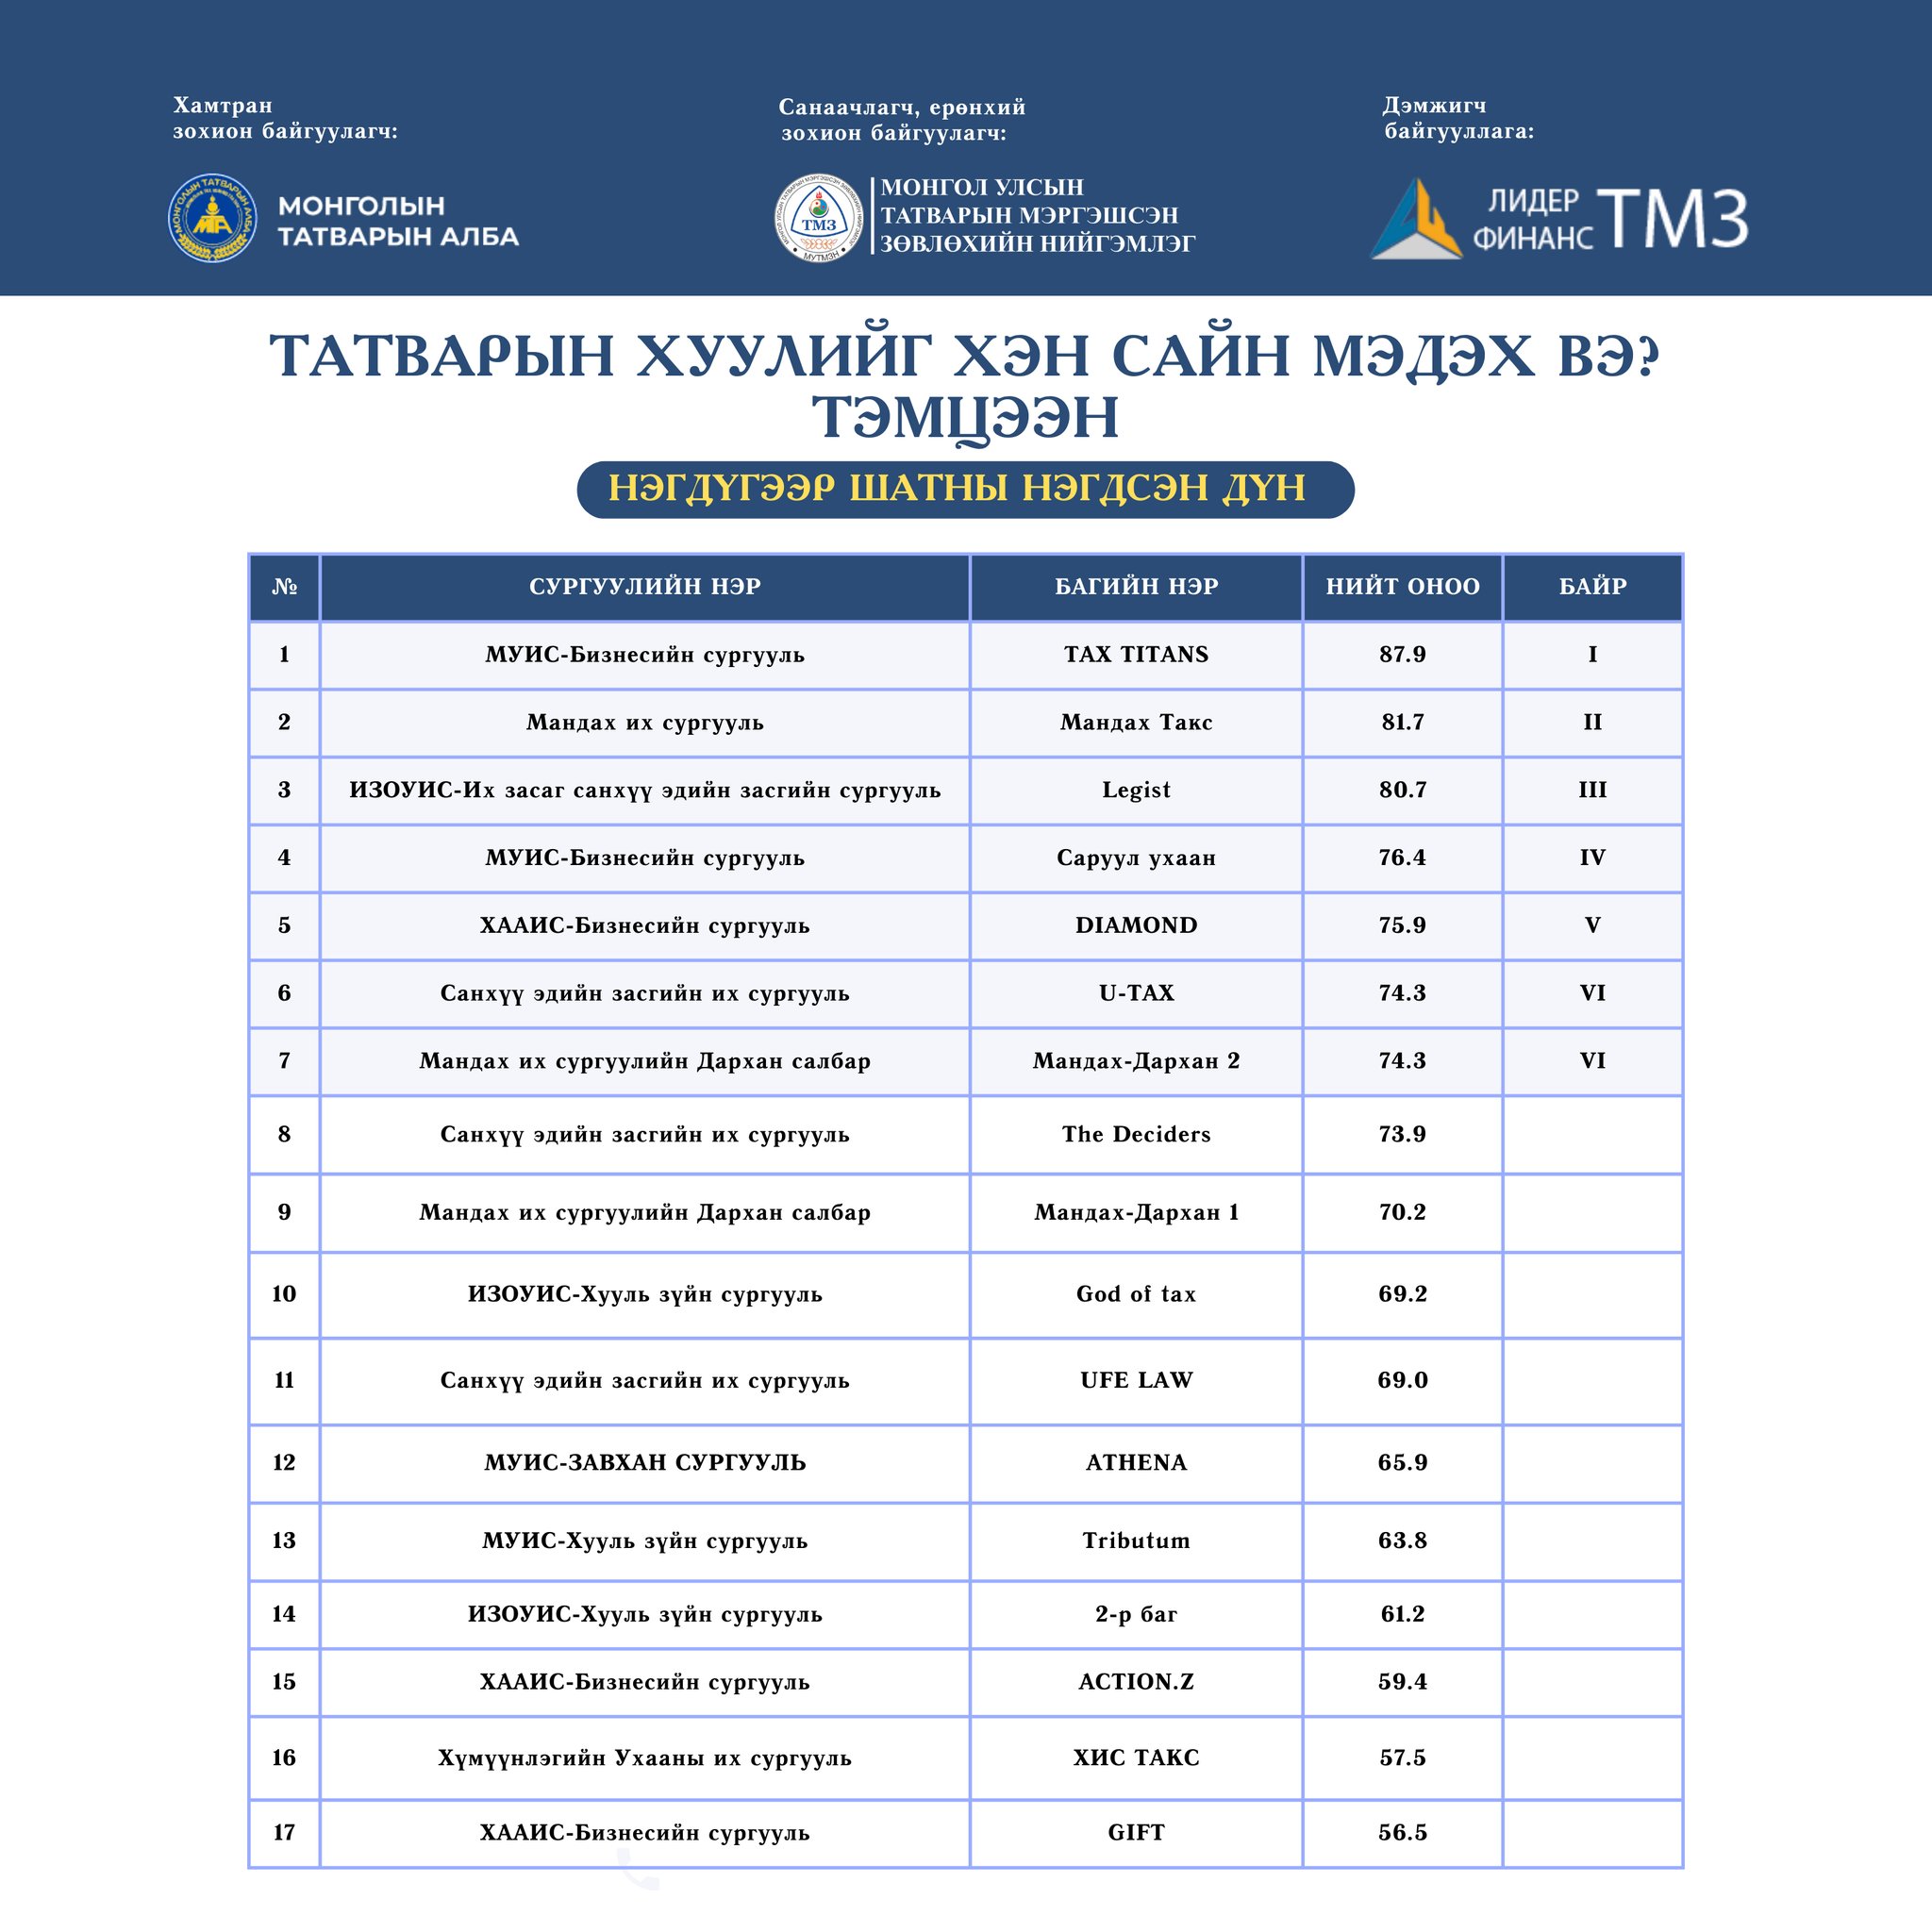 Хамтран
зохион байгуулагч:
МОНГОЛЫН
ТАТВАРЫН АЛБА
Санаачлагч, ерөнхий
зохион байгуулагч:
ТМЗ
МУТМЗН
МОНГОЛ УЛСЫН
ТАТВАРЫН МЭРГЭШСЭН
ЗӨВЛӨХИЙН НИЙГЭМЛЭГ
Дэмжигч
байгууллага:
ЛИДЕР
ФИНАНС
ТМЗ
ТАТВАРЫН ХУУЛИЙГ ХЭН САЙН МЭДЭХ ВЭ?
ТЭМЦЭЭН
НЭГДҮГЭЭР ШАТНЫ НЭГДСЭН ДҮН
№ СУРГУУЛИЙН НЭР БАГИЙН НЭР НИЙТ ОНОО БАЙР
1 МУИС-Бизнесийн сургууль TAX TITANS 87.9 I
2 Мандах их сургууль Мандах Такс 81.7 II
3 ИЗОУИС-Их засаг санхүү эдийн засгийн сургууль Legist 80.7 III
4 МУИС-Бизнесийн сургууль Саруул ухаан 76.4 IV
5 ХААИС-Бизнесийн сургууль DIAMOND 75.9 V
6 Санхүү эдийн засгийн их сургууль U-TAX 74.3 VI
7 Мандах их сургуулийн Дархан салбар Мандах-Дархан 2 74.3 VI
8 Санхүү эдийн засгийн их сургууль The Deciders 73.9
9 Мандах их сургуулийн Дархан салбар Мандах-Дархан 1 70.2
10 ИЗОУИС-Хууль зүйн сургууль God of tax 69.2
11 Санхүү эдийн засгийн их сургууль UFE LAW 69.0
12 МУИС-ЗАВХАН СУРГУУЛЬ ATHENA 65.9
13 МУИС-Хууль зүйн сургууль Tributum 63.8
14 ИЗОУИС-Хууль зүйн сургууль 2-р баг 61.2
15 ХААИС-Бизнесийн сургууль ACTION.Z 59.4
16 Хүмүүнлэгийн Ухааны их сургууль ХИС ТАКС 57.5
17 ХААИС-Бизнесийн сургууль GIFT 56.5